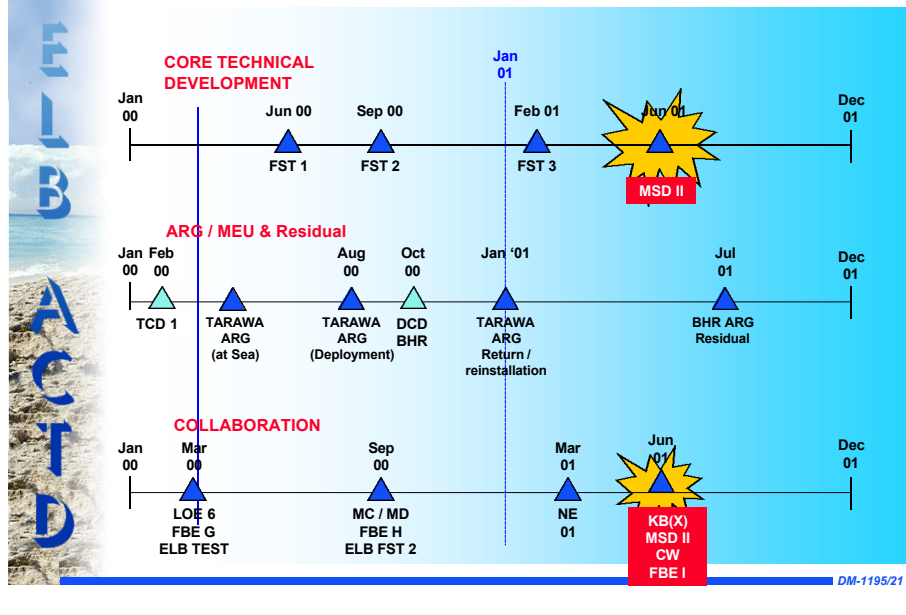 ELB ACTD
CORE TECHNICAL
DEVELOPMENT
Jan
01
Jan
00
Jun 00
Sep 00
Feb 01
Jun 01
Dec
01
FST 1
FST 2
FST 3
MSD II
ARG / MEU & Residual
Jan
00
Feb
00
Aug
00
Oct
00
Jan ‘01
Jul
01
Dec
01
TCD 1
TARAWA
ARG
(at Sea)
TARAWA
ARG
(Deployment)
DCD
BHR
TARAWA
ARG
Return /
reinstallation
BHR ARG
Residual
COLLABORATION
Jan
00
Mar
00
Sep
00
Mar
01
Jun
01
Dec
01
LOE 6
FBE G
ELB TEST
MC / MD
FBE H
ELB FST 2
NE
01
KB(X)
MSD II
CW
FBE I
DM-1195/21